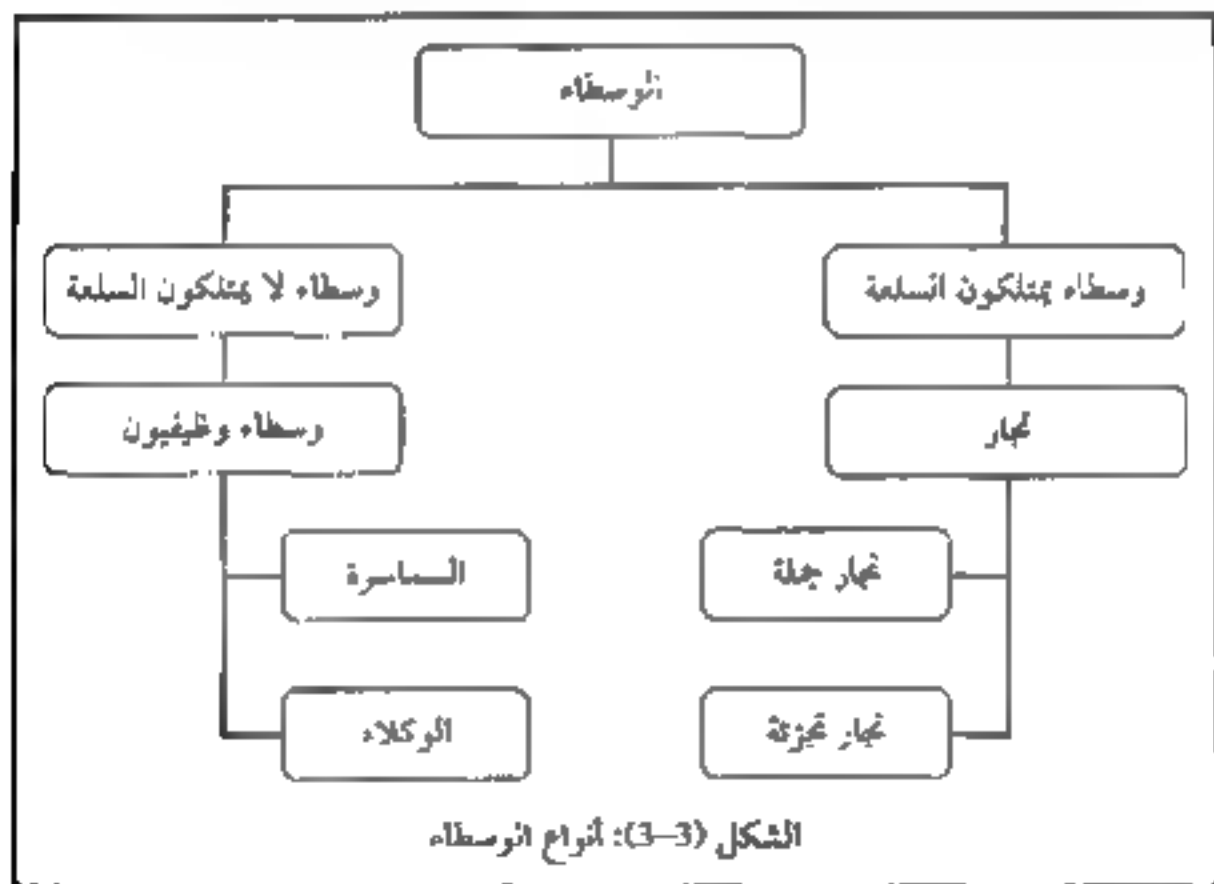 الوسطاء
وسطاء يمتلكون السلعة
وسطاء لا يمتلكون السلعة
تجار
وسطاء وظيفيون
تجار جملة
السماسرة
تجار تجزئة
الوكلاء
الشكل (3-3): أنواع الوسطاء